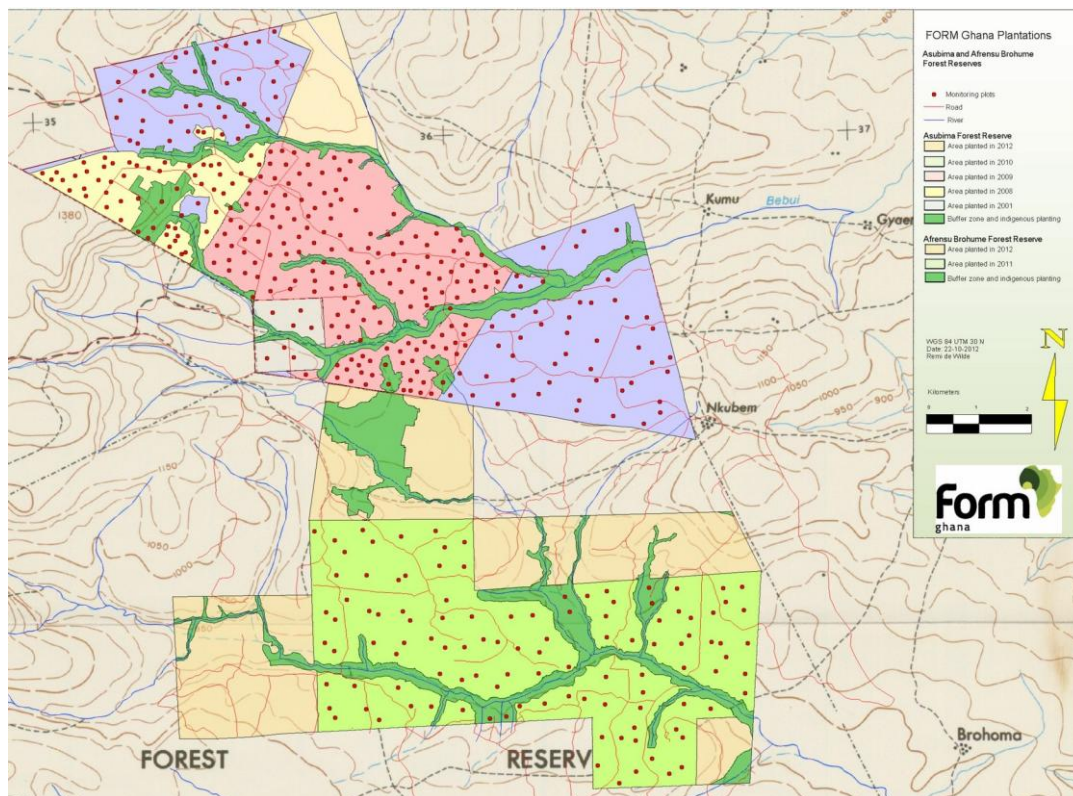 FORM Ghana Plantations
Asubima and Afrensu Brohume
Forest Reserves
Monitoring plots
Road
River
Asubima Forest Reserve
Area planted in 2012
Area planted in 2010
Area planted in 2009
Area planted in 2008
Area planted in 2001
Buffer zone and indigenous planting
Afrensu Brohume Forest Reserve
Area planted in 2012
Area planted in 2011
Buffer zone and indigenous planting
WGS 84 UTM 30 N
Date: 22-10-2012
Remi de Wilde
N
Kilometers
0 1 2
Form
ghana
35
36
37
1380
Kumu
Bebui
Gyaer
1150
1100
1050
1000
950
900
Nkubem
1150
1050
1000
FOREST
RESERV
Brohoma